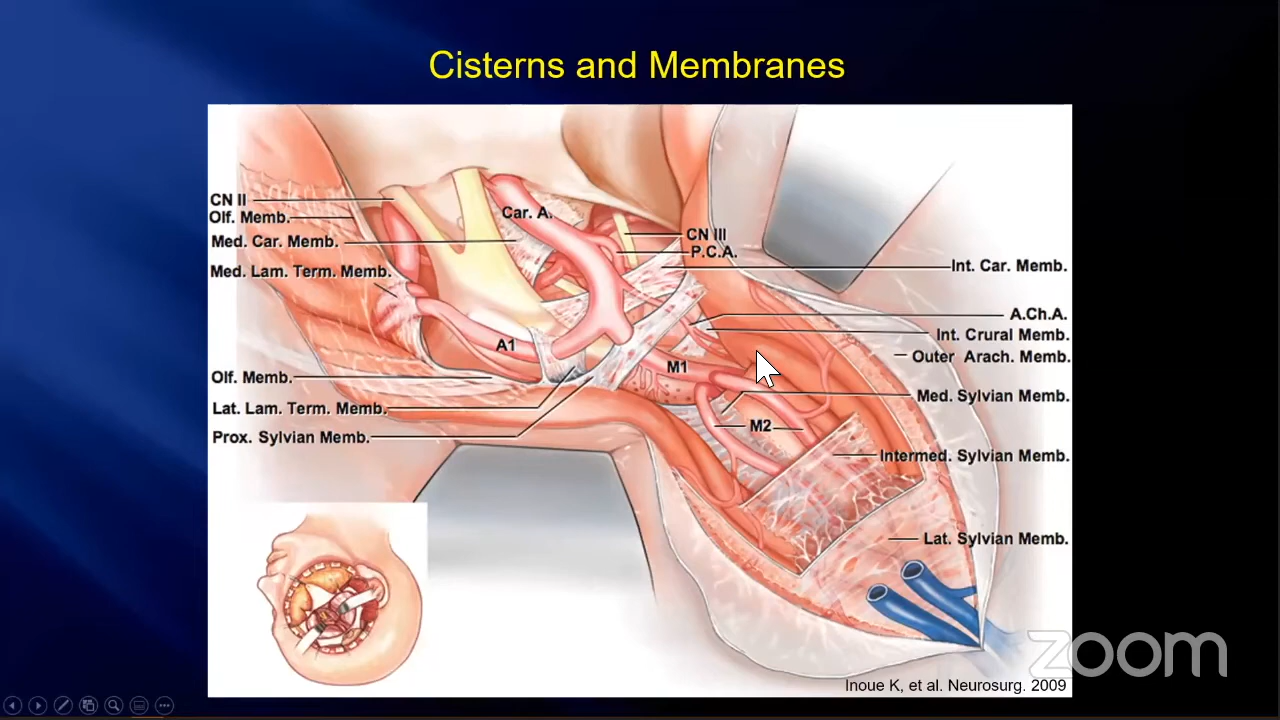 Cisterns and Membranes
CN II
Olf. Memb.
Med. Car. Memb.
Med. Lam. Term. Memb.
Car. A.
CN III
P.C.A.
Int. Car. Memb.
A.Ch.A.
Int. Crural Memb.
Outer Arach. Memb.
A1
M1
Olf. Memb.
Lat. Lam. Term. Memb.
Prox. Sylvian Memb.
Med. Sylvian Memb.
M2
Intermed. Sylvian Memb.
Lat. Sylvian Memb.
zoom
Inoue K, et al. Neurosurg. 2009